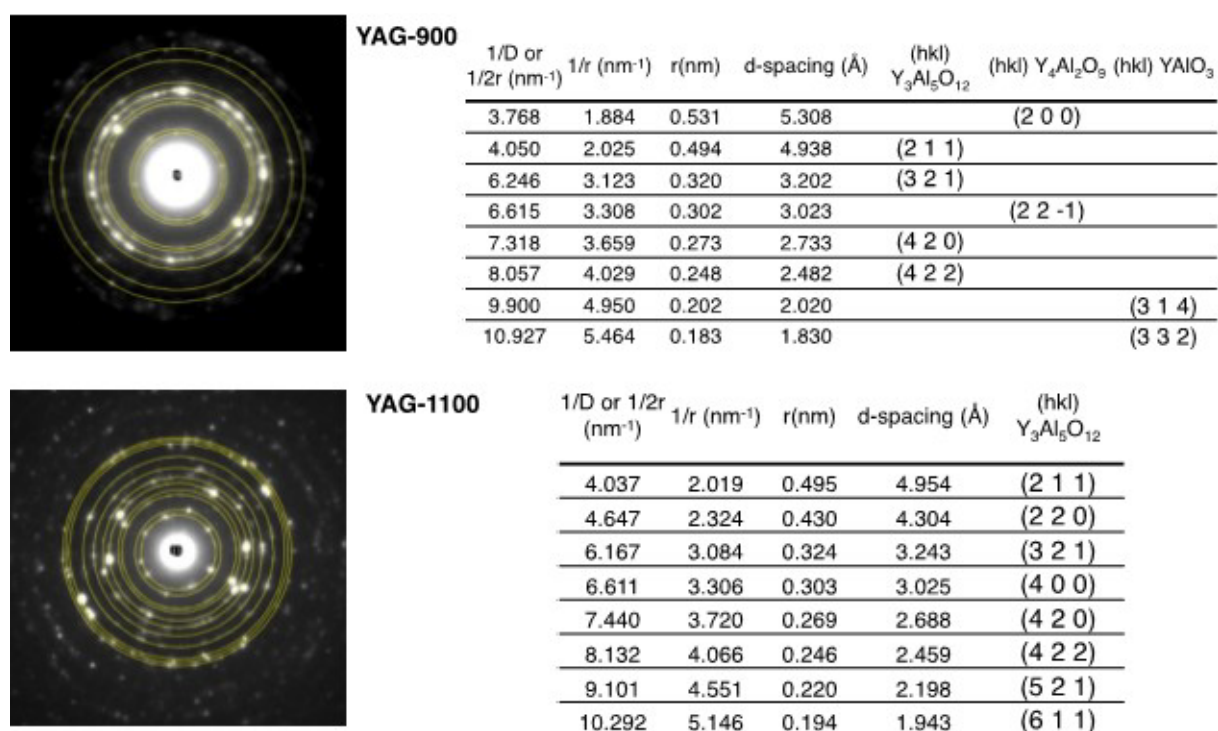 YAG-900
1/D or 1/2r (nm⁻¹) 1/r (nm⁻¹) r(nm) d-spacing (Å) (hkl) Y₃Al₅O₁₂ (hkl) Y₄Al₂O₉ (hkl) YAlO₃
3.768 1.884 0.531 5.308 (2 0 0)
4.050 2.025 0.494 4.938 (2 1 1)
6.246 3.123 0.320 3.202 (3 2 1)
6.615 3.308 0.302 3.023 (2 2 -1)
7.318 3.659 0.273 2.733 (4 2 0)
8.057 4.029 0.248 2.482 (4 2 2)
9.900 4.950 0.202 2.020 (3 1 4)
10.927 5.464 0.183 1.830 (3 3 2)
YAG-1100
1/D or 1/2r (nm⁻¹) 1/r (nm⁻¹) r(nm) d-spacing (Å) (hkl) Y₃Al₅O₁₂
4.037 2.019 0.495 4.954 (2 1 1)
4.647 2.324 0.430 4.304 (2 2 0)
6.167 3.084 0.324 3.243 (3 2 1)
6.611 3.306 0.303 3.025 (4 0 0)
7.440 3.720 0.269 2.688 (4 2 0)
8.132 4.066 0.246 2.459 (4 2 2)
9.101 4.551 0.220 2.198 (5 2 1)
10.292 5.146 0.194 1.943 (6 1 1)